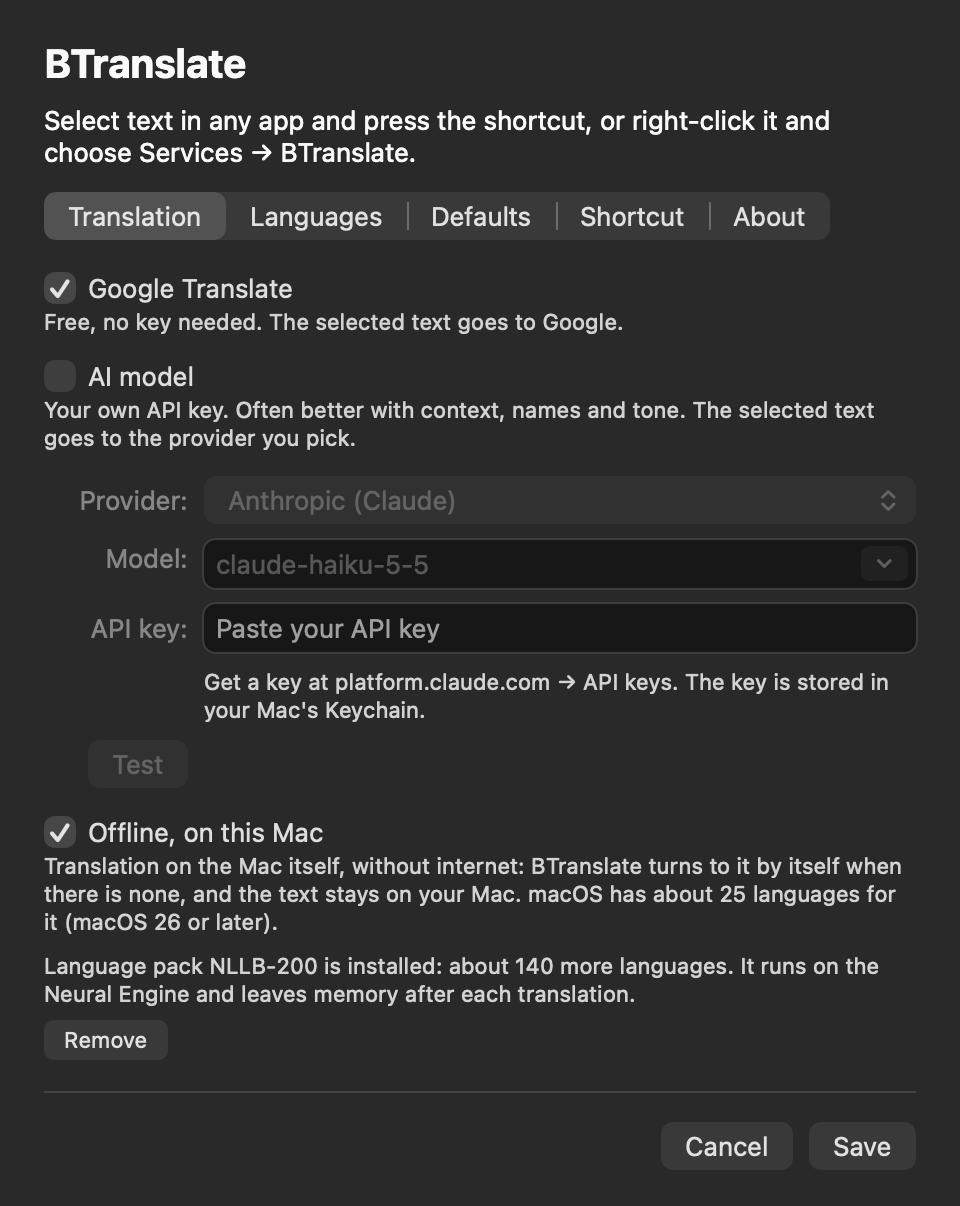 BTranslate
Select text in any app and press the shortcut, or right-click it and
choose Services → BTranslate.
Translation
Languages
Defaults
Shortcut
About
Google Translate
Free, no key needed. The selected text goes to Google.
AI model
Your own API key. Often better with context, names and tone. The selected text
goes to the provider you pick.
Provider: Anthropic (Claude)
Model: claude-haiku-5-5
API key: Paste your API key
Get a key at platform.claude.com → API keys. The key is stored in
your Mac's Keychain.
Test
Offline, on this Mac
Translation on the Mac itself, without internet: BTranslate turns to it by itself when
there is none, and the text stays on your Mac. macOS has about 25 languages for
it (macOS 26 or later).
Language pack NLLB-200 is installed: about 140 more languages. It runs on the
Neural Engine and leaves memory after each translation.
Remove
Cancel
Save